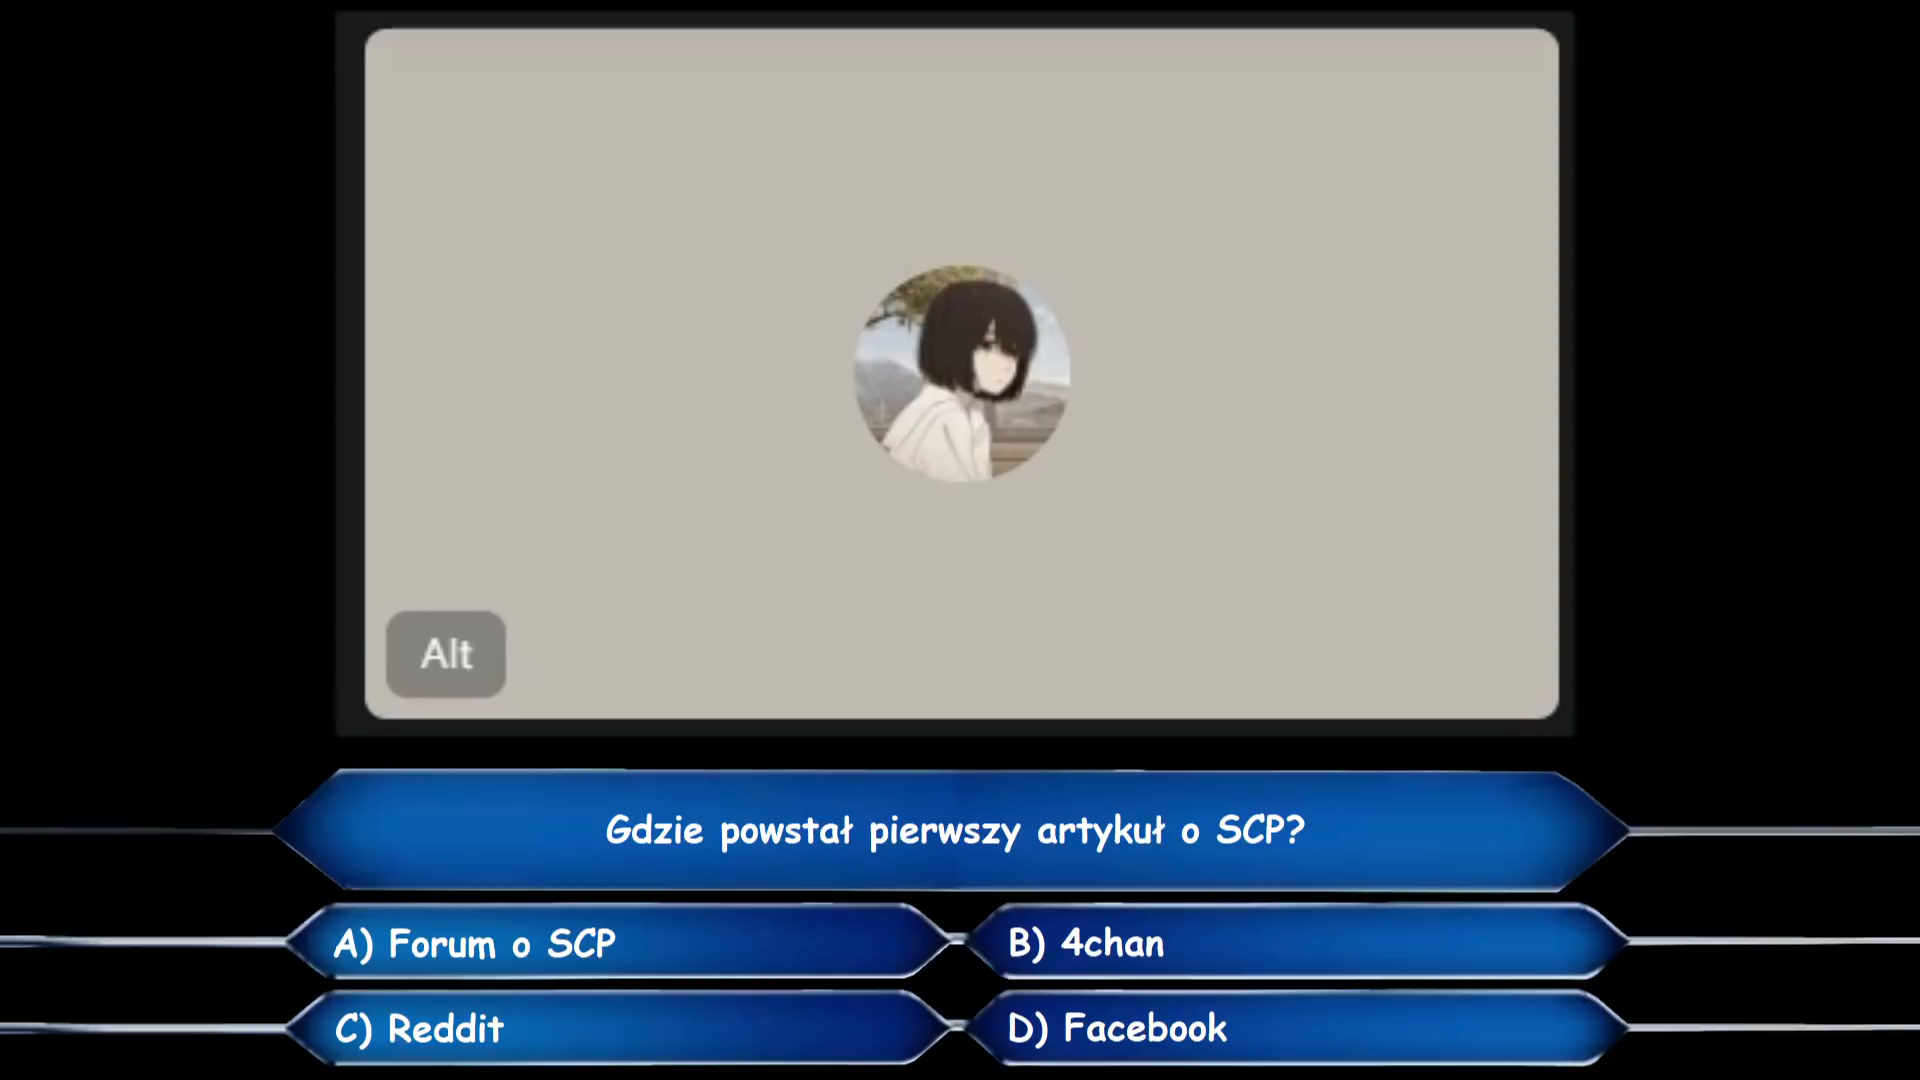 Alt
Gdzie powstał pierwszy artykuł o SCP?
A) Forum o SCP
B) 4chan
C) Reddit
D) Facebook